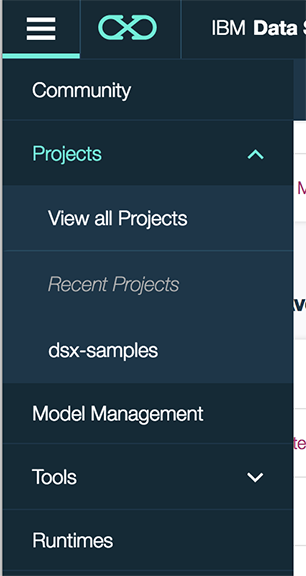 IBM Data
Community
Projects
View all Projects
Recent Projects
dsx-samples
Model Management
Tools
Runtimes